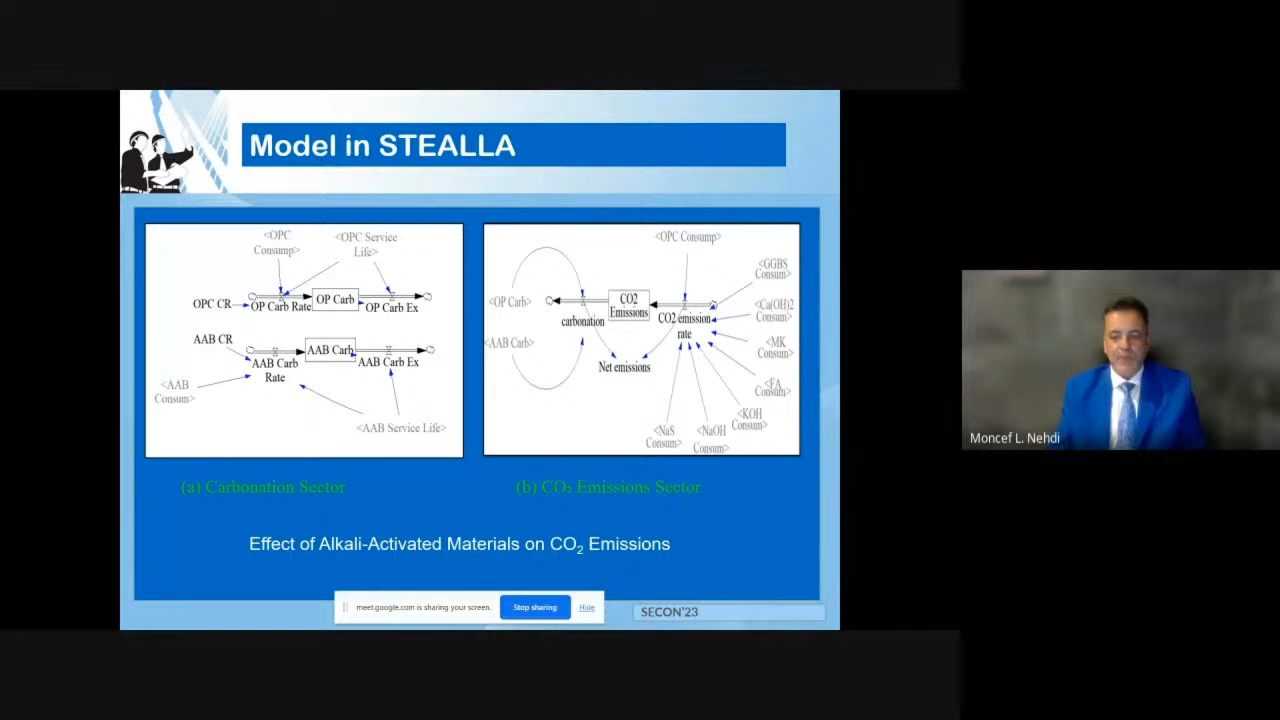 Model in STEALLA
<OPC
Consump>
<OPC Service
Life>
OPC CR
OP Carb Rate
OP Carb
OP Carb Ex
AAB CR
AAB Carb
Rate
AAB Carb
AAB Carb Ex
<AAB
Consum>
<AAB Service Life>
(a) Carbonation Sector
<OPC Consump>
<GGBS
Consum>
<OP Carb>
CO2
Emissions
carbonation
CO2 emission
rate
<Ca(OH)2
Consum>
<AAB Carb>
<MK
Consum>
Net emissions
<FA
Consum>
<KOH
Consum>
<NaS
Consum>
<NaOH
Consum>
(b) CO₂ Emissions Sector
Effect of Alkali-Activated Materials on CO₂ Emissions
meet.google.com is sharing your screen.
Stop sharing
Hide
SECON'23
Moncef L. Nehdi